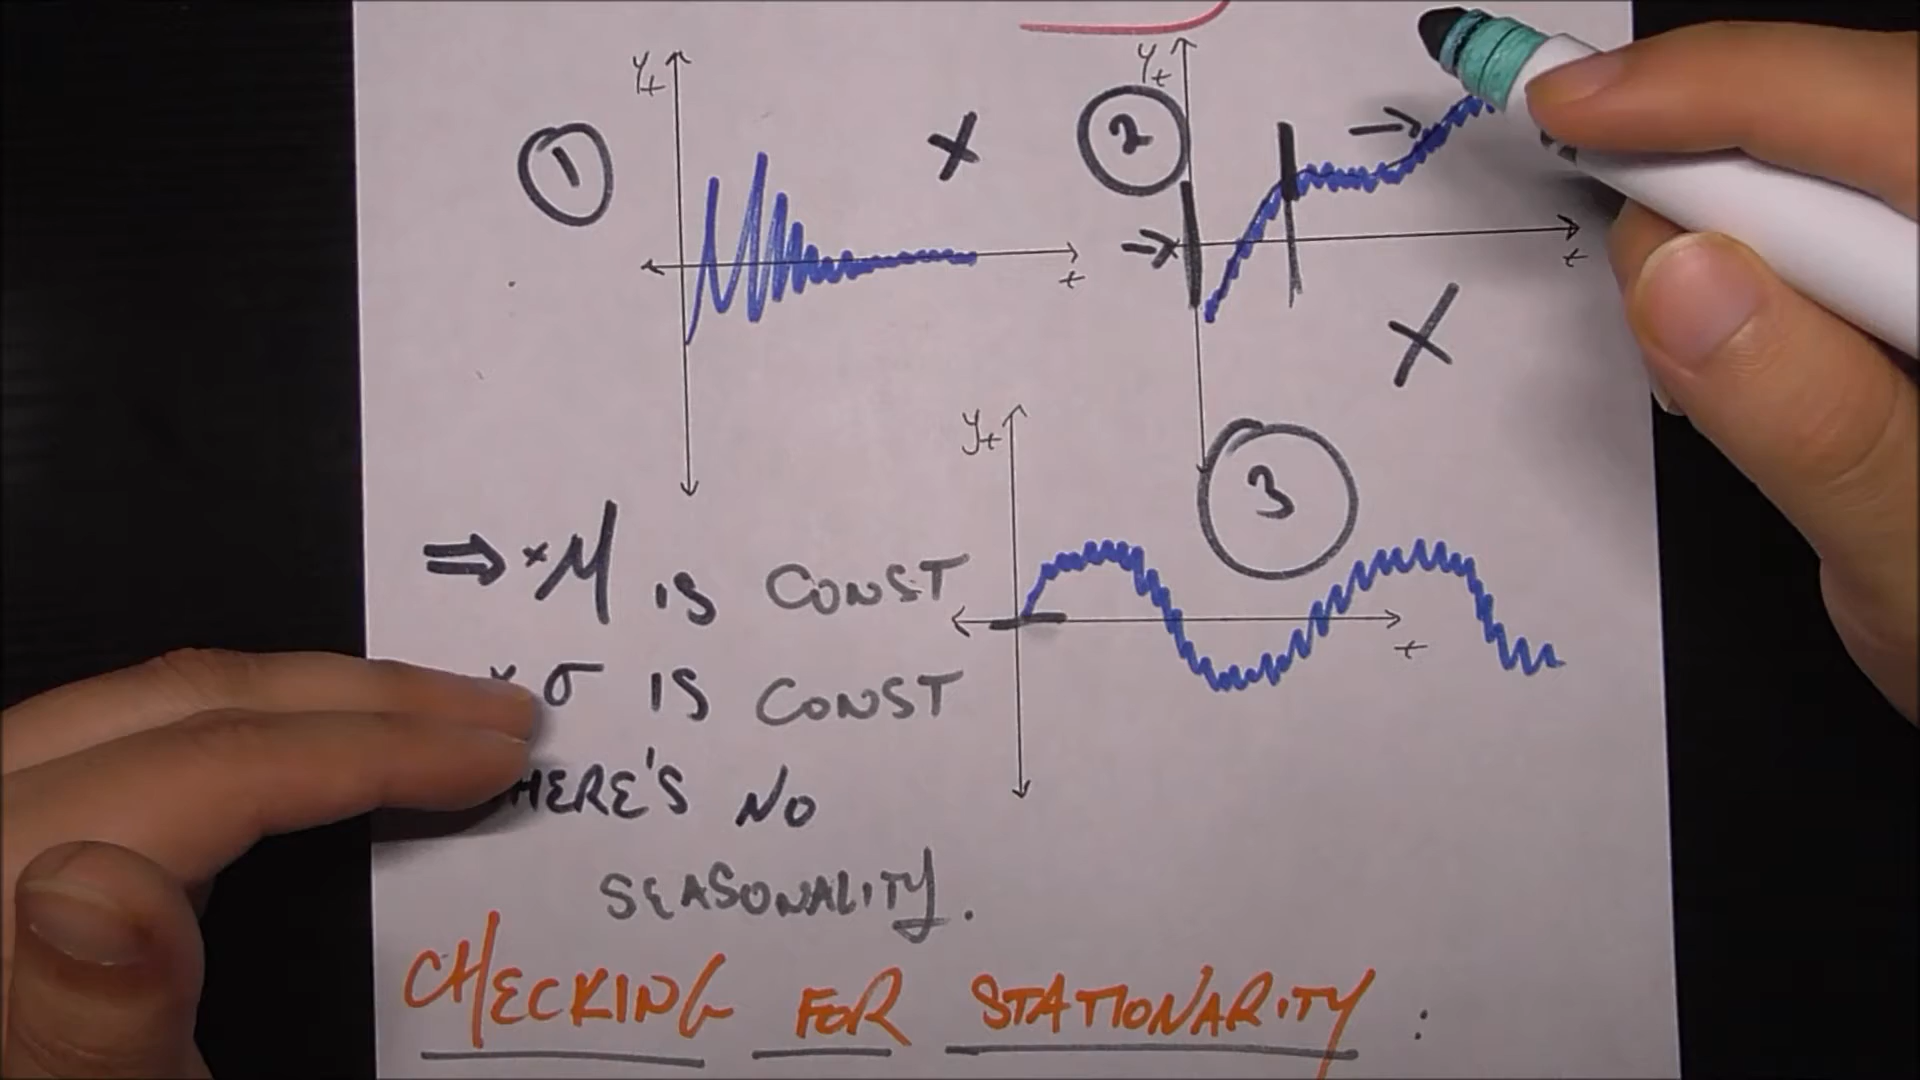 Yt
1
X
t
Yt
2
t
X
Yt
3
t
⇒ * M IS CONST
* σ IS CONST
HERE'S NO
SEASONALITY.
CHECKING FOR STATIONARITY :